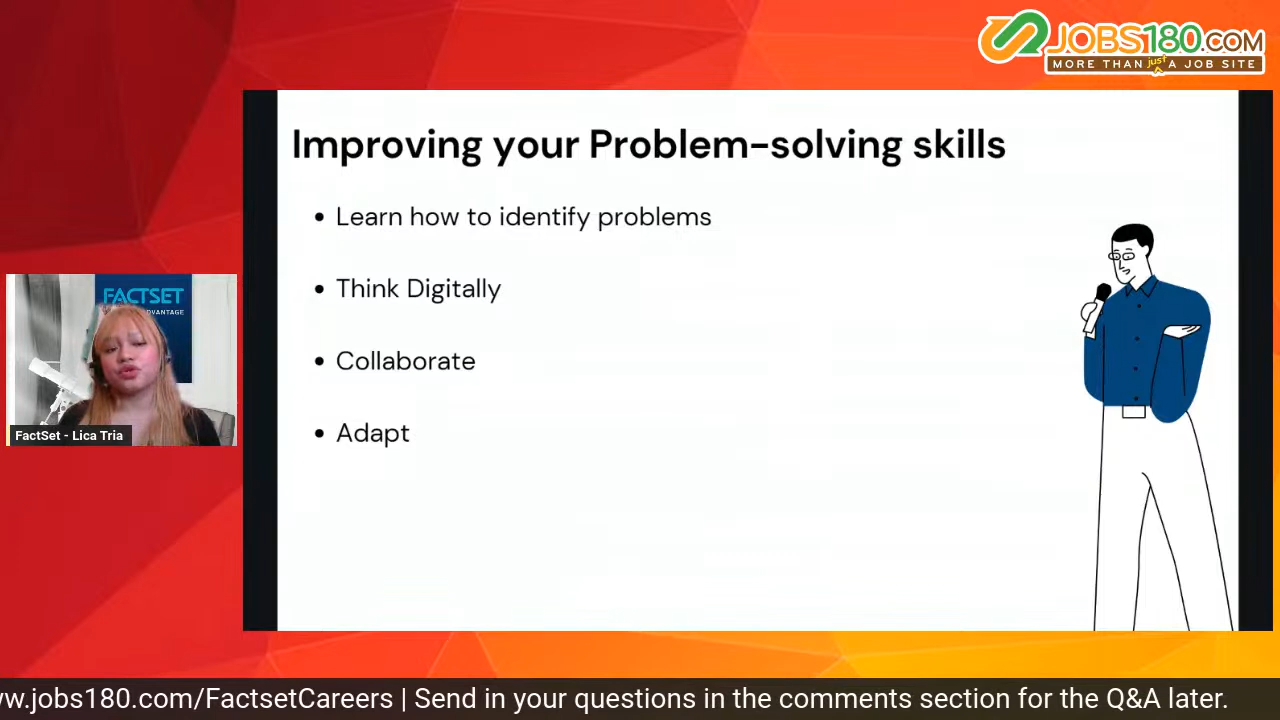 JOBS180.COM
MORE THAN just A JOB SITE
Improving your Problem-solving skills
• Learn how to identify problems
• Think Digitally
• Collaborate
• Adapt
FACTSET
ADVANTAGE
FactSet - Lica Tria
w.jobs180.com/FactsetCareers | Send in your questions in the comments section for the Q&A later.